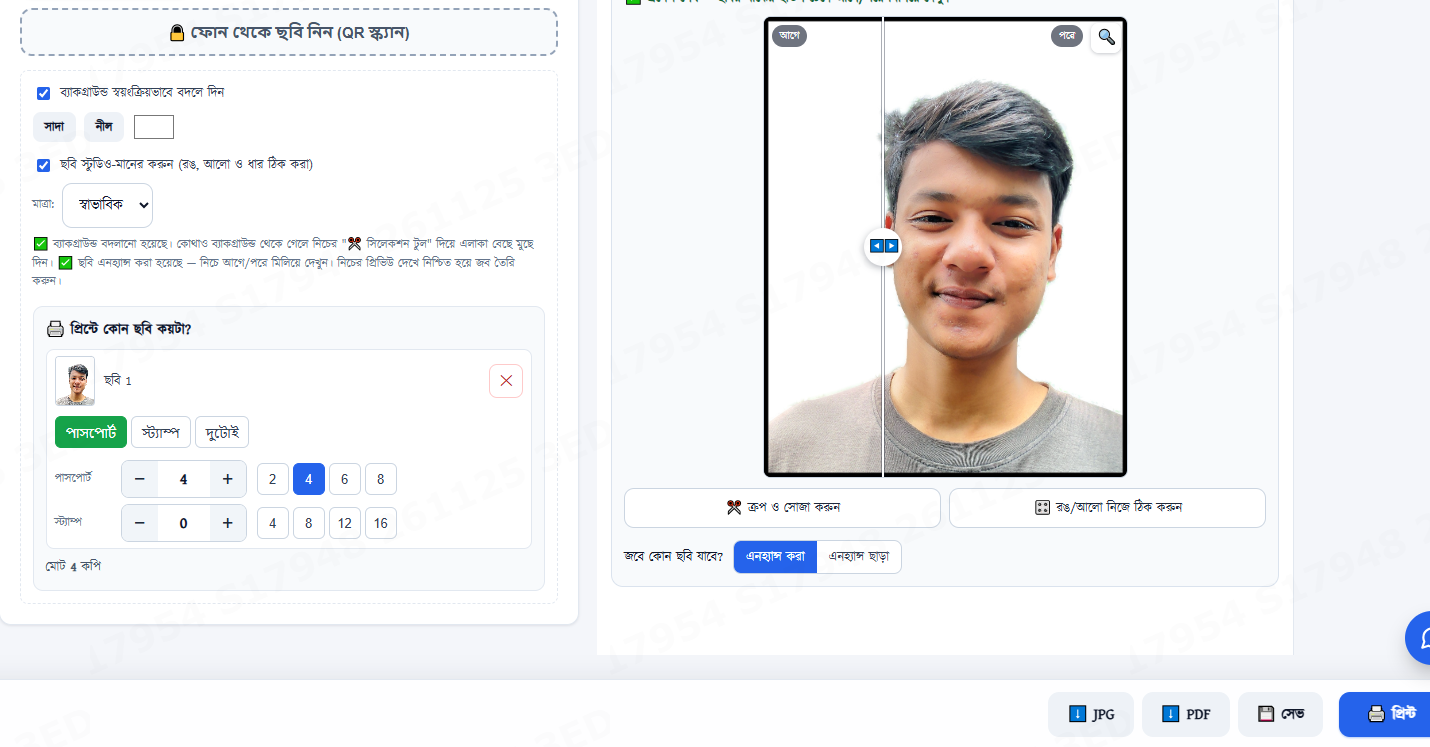 🔒 ফোন থেকে ছবি নিন (QR স্ক্যান)
ব্যাকগ্রাউন্ড স্বয়ংক্রিয়ভাবে বদলে দিন
সাদা নীল
ছবি স্টুডিও-মানের করুন (রঙ, আলো ও ধার ঠিক করা)
মাত্রা: স্বাভাবিক
✅ ব্যাকগ্রাউন্ড বদলানো হয়েছে। কোথাও ব্যাকগ্রাউন্ড থেকে গেলে নিচের "✂ সিলেকশন টুল" দিয়ে এলাকা বেছে মুছে
দিন। ✅ ছবি এনহ্যান্স করা হয়েছে — নিচে আগে/পরে মিলিয়ে দেখুন। নিচের প্রিভিউ দেখে নিশ্চিত হয়ে জব তৈরি
করুন।
🖨 প্রিন্টে কোন ছবি কয়টা?
ছবি 1
পাসপোর্ট স্ট্যাম্প দুটোই
পাসপোর্ট − 4 + 2 4 6 8
স্ট্যাম্প − 0 + 4 8 12 16
মোট 4 কপি
আগে পরে
✂ ক্রপ ও সোজা করুন
🎛 রঙ/আলো নিজে ঠিক করুন
জবে কোন ছবি যাবে? এনহ্যান্স করা এনহ্যান্স ছাড়া
⬇ JPG ⬇ PDF 💾 সেভ 🖨 প্রিন্ট